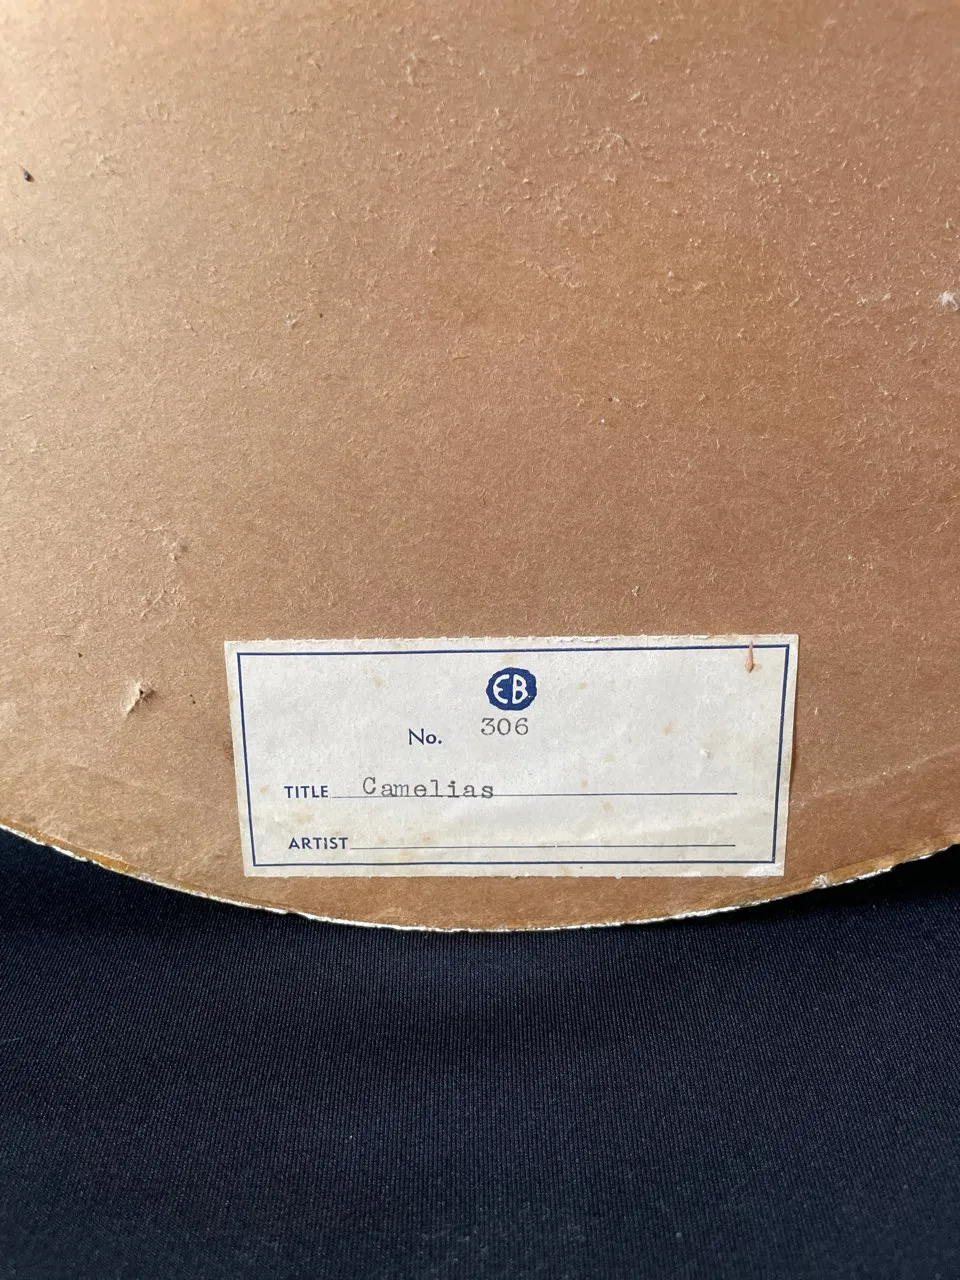 EB
No. 306
TITLE Camelias
ARTIST